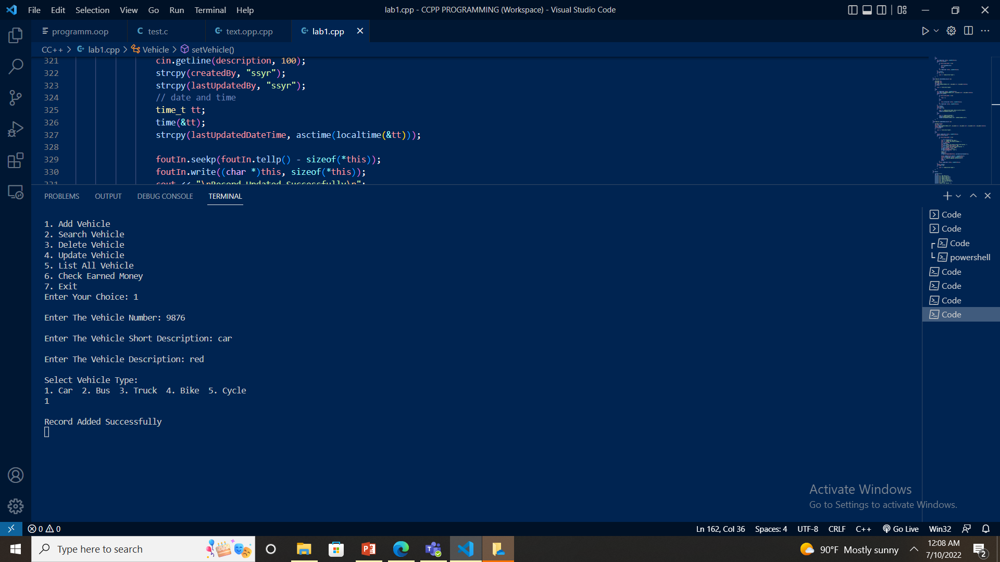 File Edit Selection View Go Run Terminal Help
lab1.cpp - CCPP PROGRAMMING (Workspace) - Visual Studio Code
programm.oop
test.c
text.opp.cpp
lab1.cpp
CC++ > lab1.cpp > Vehicle > setVehicle()
321 cin.getline(description, 100);
322 strcpy(createdBy, "ssyr");
323 strcpy(lastUpdatedBy, "ssyr");
324 // date and time
325 time_t tt;
326 time(&tt);
327 strcpy(lastUpdatedDateTime, asctime(localtime(&tt)));
328
329 foutIn.seekp(foutIn.tellp() - sizeof(*this));
330 foutIn.write((char *)this, sizeof(*this));
331 cout << "\nRecord Updated Successfully\n";
PROBLEMS OUTPUT DEBUG CONSOLE TERMINAL
1. Add Vehicle
2. Search Vehicle
3. Delete Vehicle
4. Update Vehicle
5. List All Vehicle
6. Check Earned Money
7. Exit
Enter Your Choice: 1
Enter The Vehicle Number: 9876
Enter The Vehicle Short Description: car
Enter The Vehicle Description: red
Select Vehicle Type:
1. Car 2. Bus 3. Truck 4. Bike 5. Cycle
1
Record Added Successfully
Code
Code
Code
powershell
Code
Code
Code
Code
Activate Windows
Go to Settings to activate Windows.
0 0
Ln 162, Col 36 Spaces: 4 UTF-8 CRLF C++ Go Live Win32
Type here to search
90°F Mostly sunny
12:08 AM
7/10/2022
2